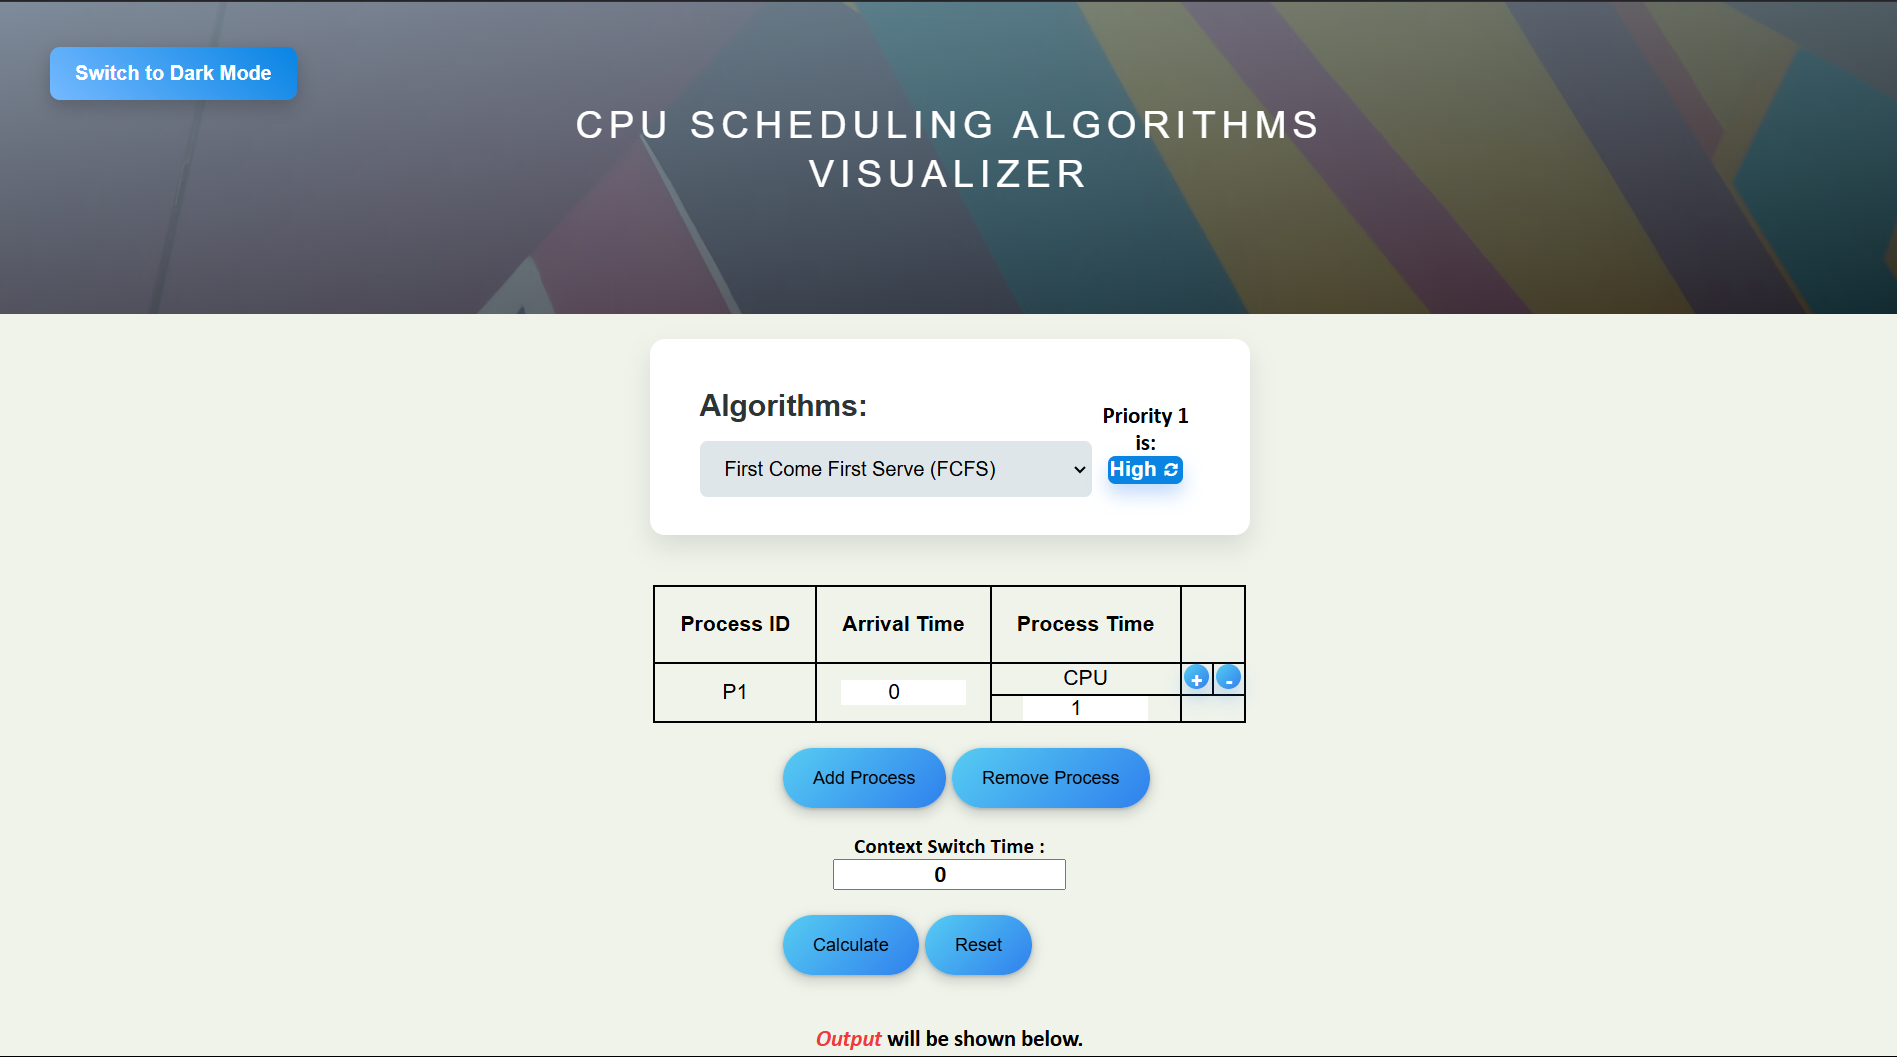 Switch to Dark Mode
CPU SCHEDULING ALGORITHMS
VISUALIZER
Algorithms:
First Come First Serve (FCFS)
Priority 1
is:
High
Process ID Arrival Time Process Time
P1 0 CPU + -
1
Add Process Remove Process
Context Switch Time :
0
Calculate Reset
Output will be shown below.